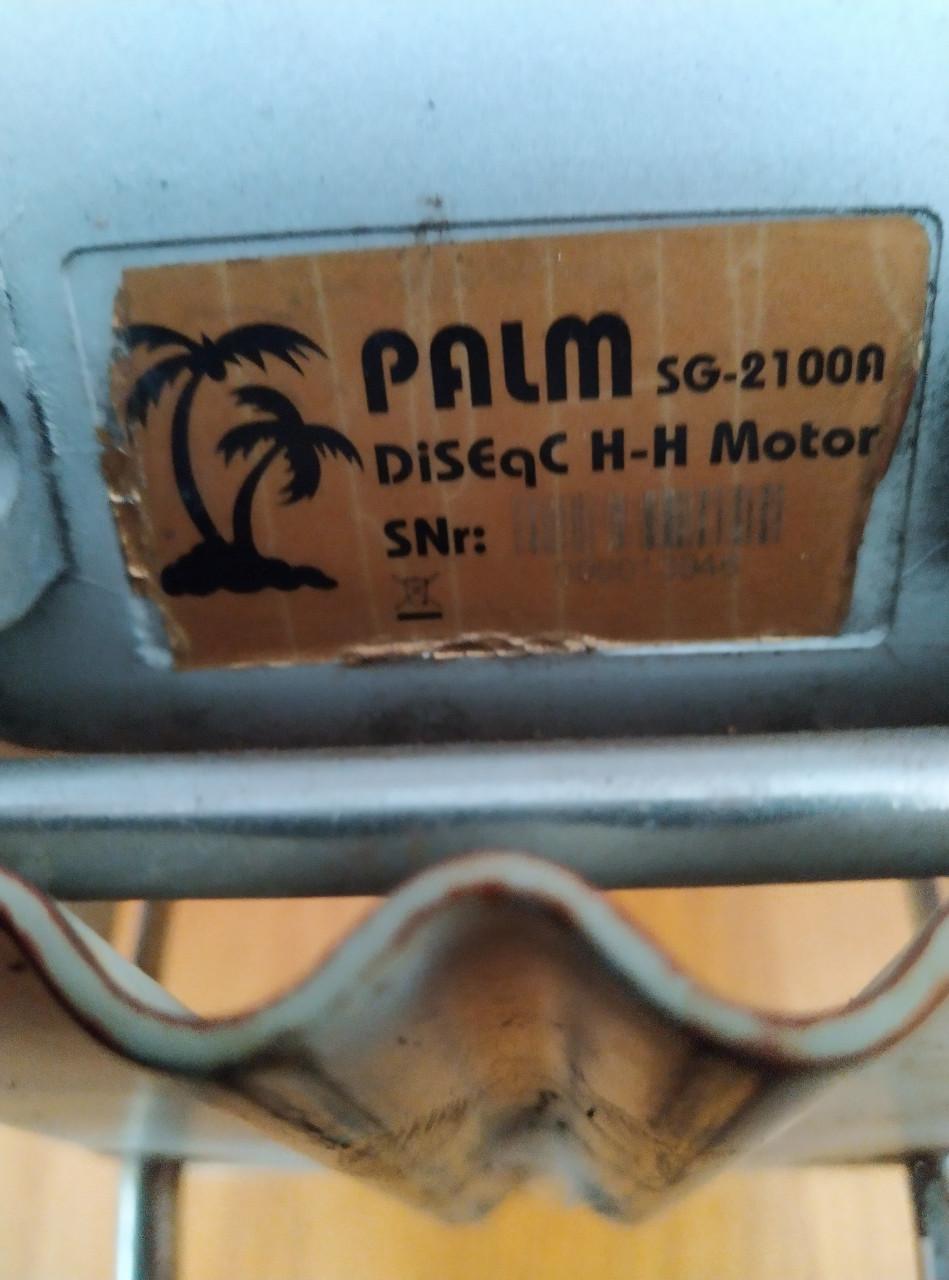 PALM SG-2100A
DiSEqC H-H Motor
SNr: